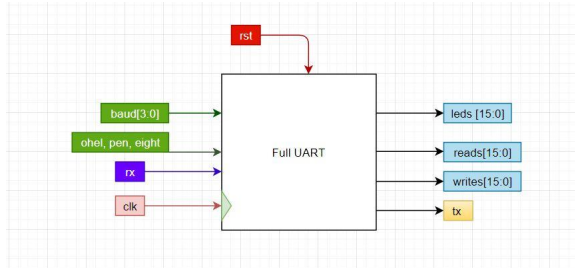 rst
baud[3:0]
ohel, pen, eight
rx
clk
Full UART
leds [15:0]
reads[15:0]
writes[15:0]
tx